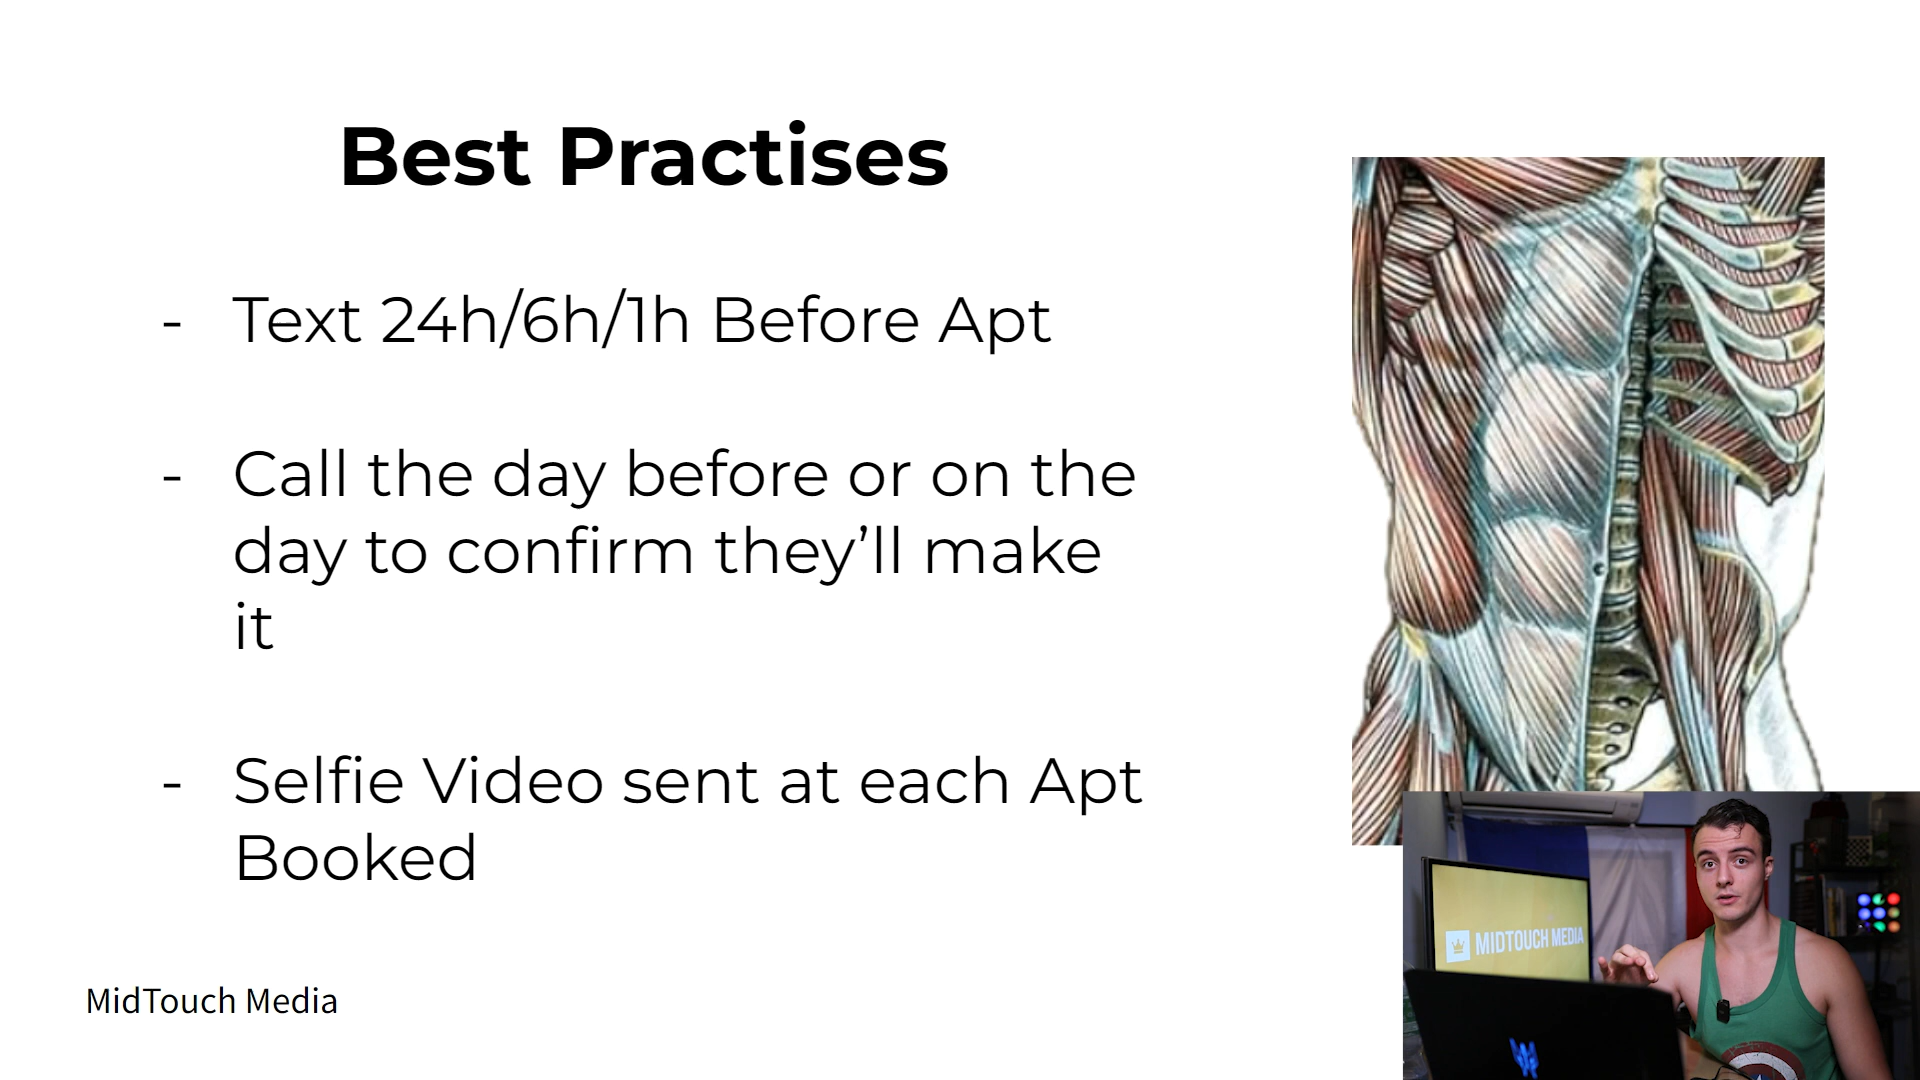 Best Practises
- Text 24h/6h/1h Before Apt
- Call the day before or on the
day to confirm they’ll make
it
- Selfie Video sent at each Apt
Booked
MIDTOUCH MEDIA
MidTouch Media